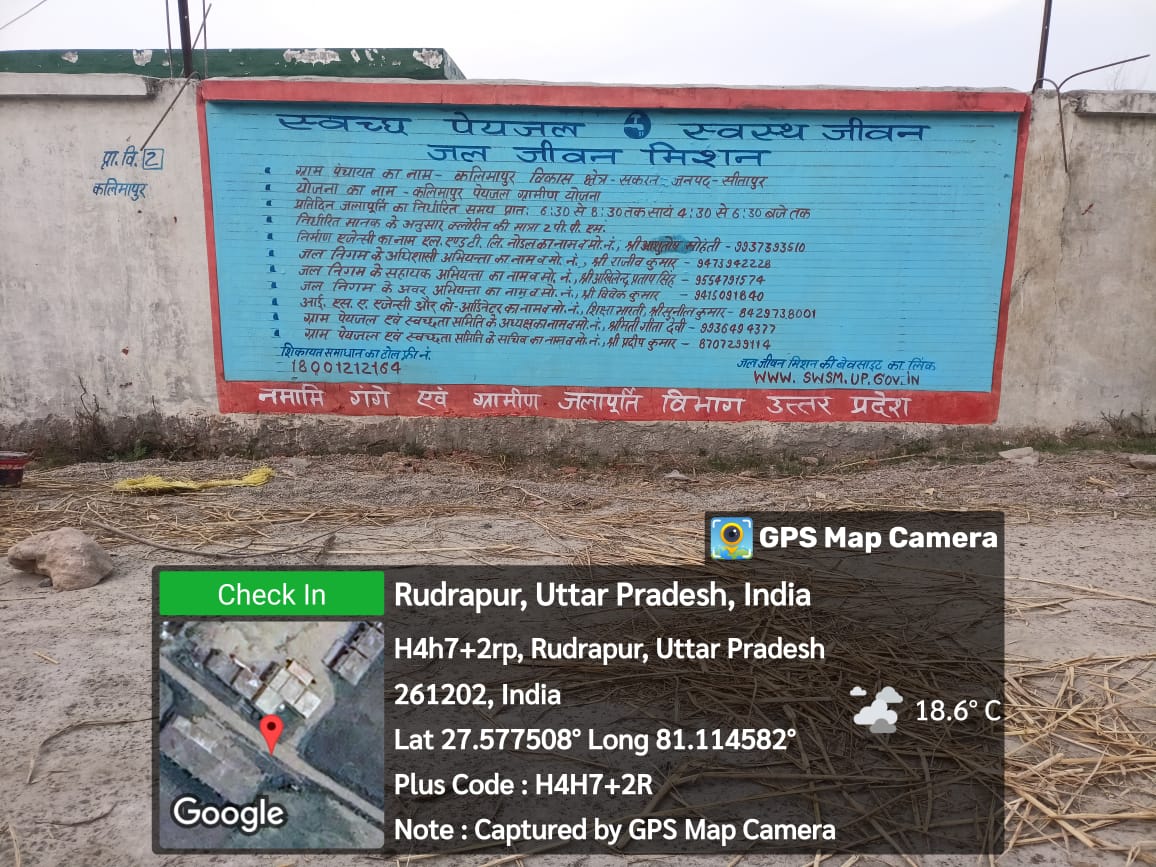 स्वच्छ पेयजल स्वस्थ जीवन
जल जीवन मिशन
प्रा. वि. 2
कलिमापुर
ग्राम पंचायत का नाम- कलिमापुर विकास क्षेत्र- सकरन जनपद- सीतापुर
योजना का नाम - कलिमापुर पेयजल ग्रामीण योजना
प्रतिदिन जलापूर्ति का निर्धारित समय प्रातः 6:30 से 8:30 तक सायं 4:30 से 6:30 बजे तक
निर्धारित मानक के अनुसार क्लोरीन की मात्रा 2 पी. पी. एम.
निर्माण एजेन्सी का नाम एल. एण्ड टी. लि. नोडल का नाम व मो. नं., श्री आशुतोष मोहंती - 9937393510
जल निगम के अधिशासी अभियन्ता का नाम व मो. नं., श्री राजीव कुमार - 9473942228
जल निगम के सहायक अभियन्ता का नाम व मो. नं., श्री अखिलेन्द्र प्रताप सिंह - 9554791574
जल निगम के अवर अभियन्ता का नाम व मो. नं., श्री विवेक कुमार - 9415091840
आई. एस. ए. एजेन्सी और को-आर्डिनेटर का नाम व मो. नं., शिक्षा भारती, श्री सुनील कुमार- 8429738001
ग्राम पेयजल एवं स्वच्छता समिति के अध्यक्ष का नाम व मो. नं., श्रीमती गीता देवी - 9936494377
ग्राम पेयजल एवं स्वच्छता समिति के सचिव का नाम व मो. नं., श्री प्रदीप कुमार - 8707299114
शिकायत समाधान का टोल फ्री नं.
18001212164
जल जीवन मिशन की वेबसाइट का लिंक
WWW. SWSM.UP.GOV.IN
नमामि गंगे एवं ग्रामीण जलापूर्ति विभाग उत्तर प्रदेश
GPS Map Camera
Check In
Rudrapur, Uttar Pradesh, India
H4h7+2rp, Rudrapur, Uttar Pradesh
261202, India
Lat 27.577508° Long 81.114582°
Plus Code : H4H7+2R
Note : Captured by GPS Map Camera
18.6° C
Google